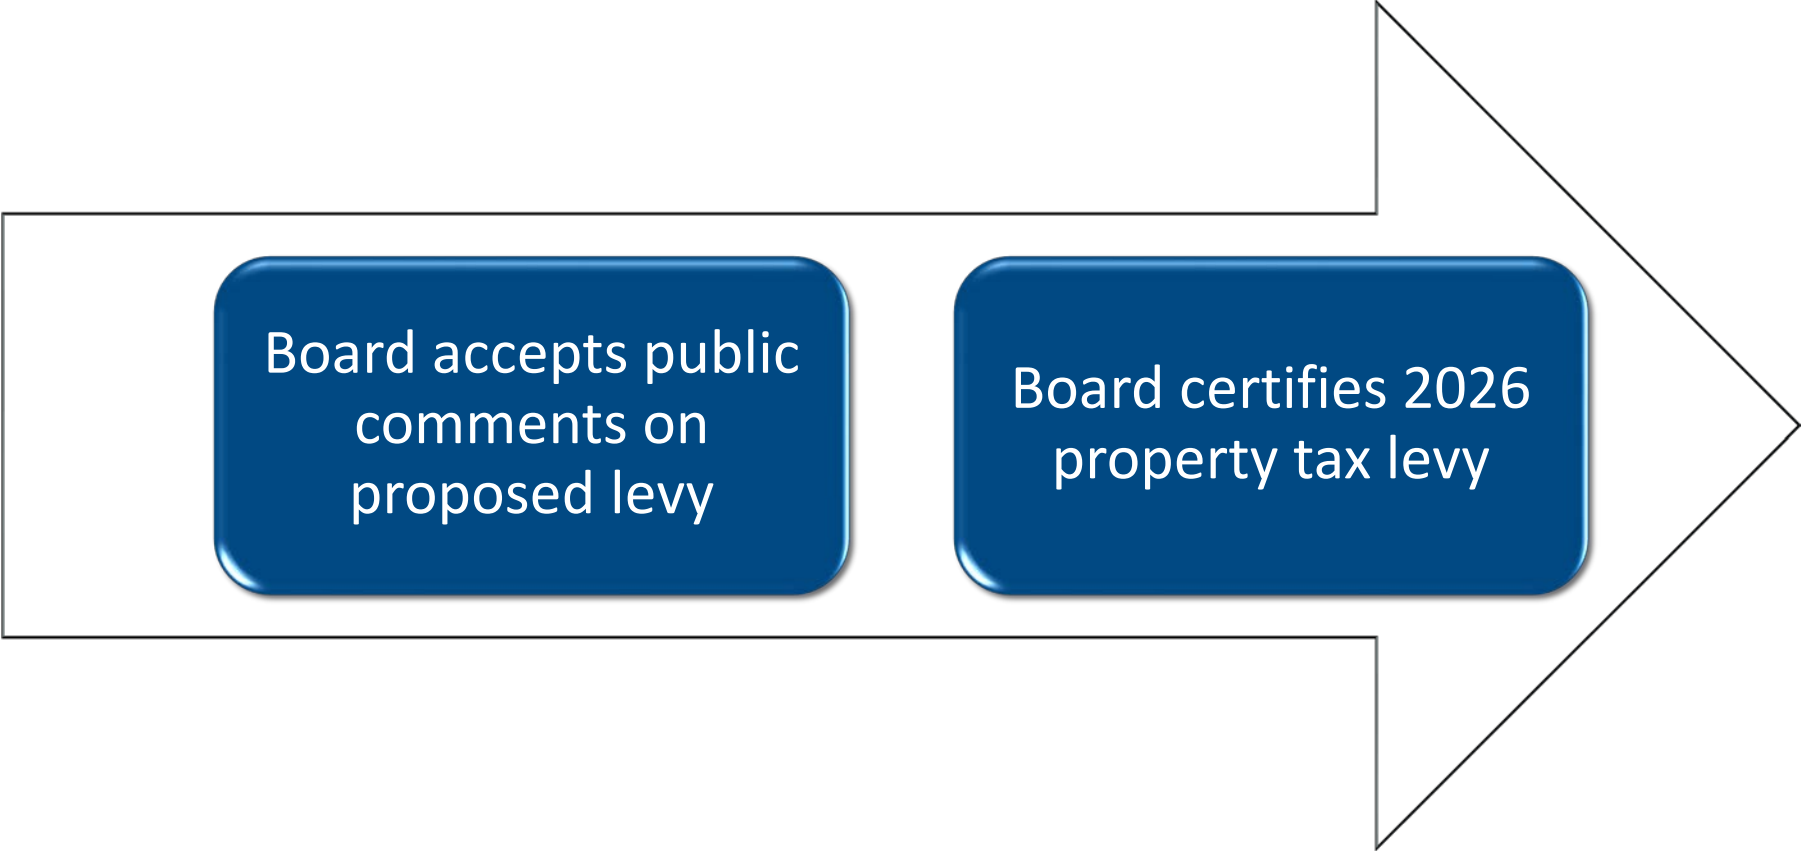 Board accepts public
comments on
proposed levy
Board certifies 2026
property tax levy